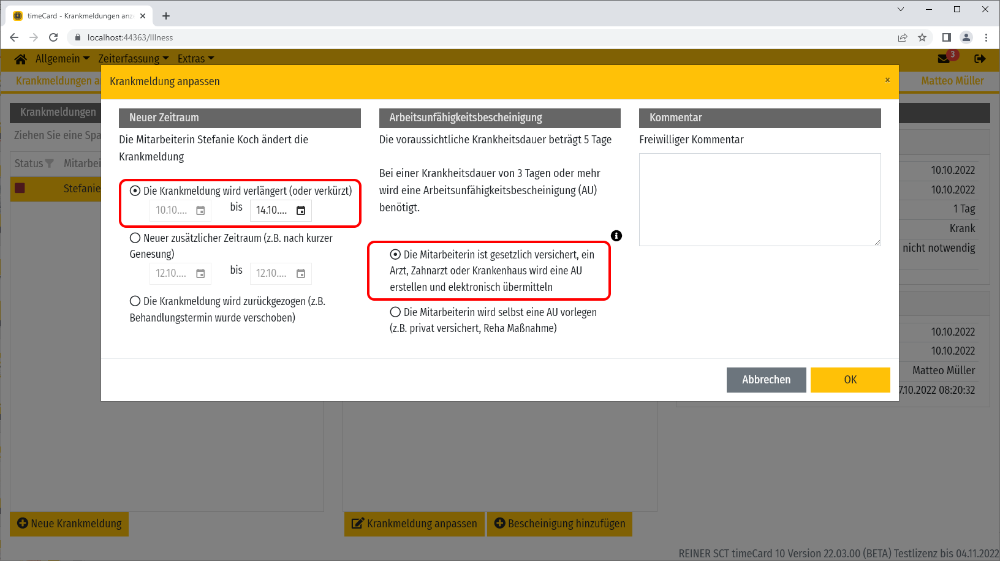 timeCard - Krankmeldungen anze
localhost:44363/Illness
Allgemein Zeiterfassung Extras
3
Krankmeldungen a
Matteo Müller
Krankmeldung anpassen
×
Krankmeldungen
Ziehen Sie eine Spa
Status Mitarbei
Stefanie
Neuer Zeitraum
Die Mitarbeiterin Stefanie Koch ändert die
Krankmeldung
Die Krankmeldung wird verlängert (oder verkürzt)
10.10.... bis 14.10....
Neuer zusätzlicher Zeitraum (z.B. nach kurzer
Genesung)
12.10.... bis 12.10....
Die Krankmeldung wird zurückgezogen (z.B.
Behandlungstermin wurde verschoben)
Arbeitsunfähigkeitsbescheinigung
Die voraussichtliche Krankheitsdauer beträgt 5 Tage
Bei einer Krankheitsdauer von 3 Tagen oder mehr
wird eine Arbeitsunfähigkeitsbescheinigung (AU)
benötigt.
Die Mitarbeiterin ist gesetzlich versichert, ein
Arzt, Zahnarzt oder Krankenhaus wird eine AU
erstellen und elektronisch übermitteln
Die Mitarbeiterin wird selbst eine AU vorlegen
(z.B. privat versichert, Reha Maßnahme)
Kommentar
Freiwilliger Kommentar
Abbrechen
OK
10.10.2022
10.10.2022
1 Tag
Krank
nicht notwendig
10.10.2022
10.10.2022
Matteo Müller
7.10.2022 08:20:32
Neue Krankmeldung
Krankmeldung anpassen
Bescheinigung hinzufügen
REINER SCT timeCard 10 Version 22.03.00 (BETA) Testlizenz bis 04.11.2022